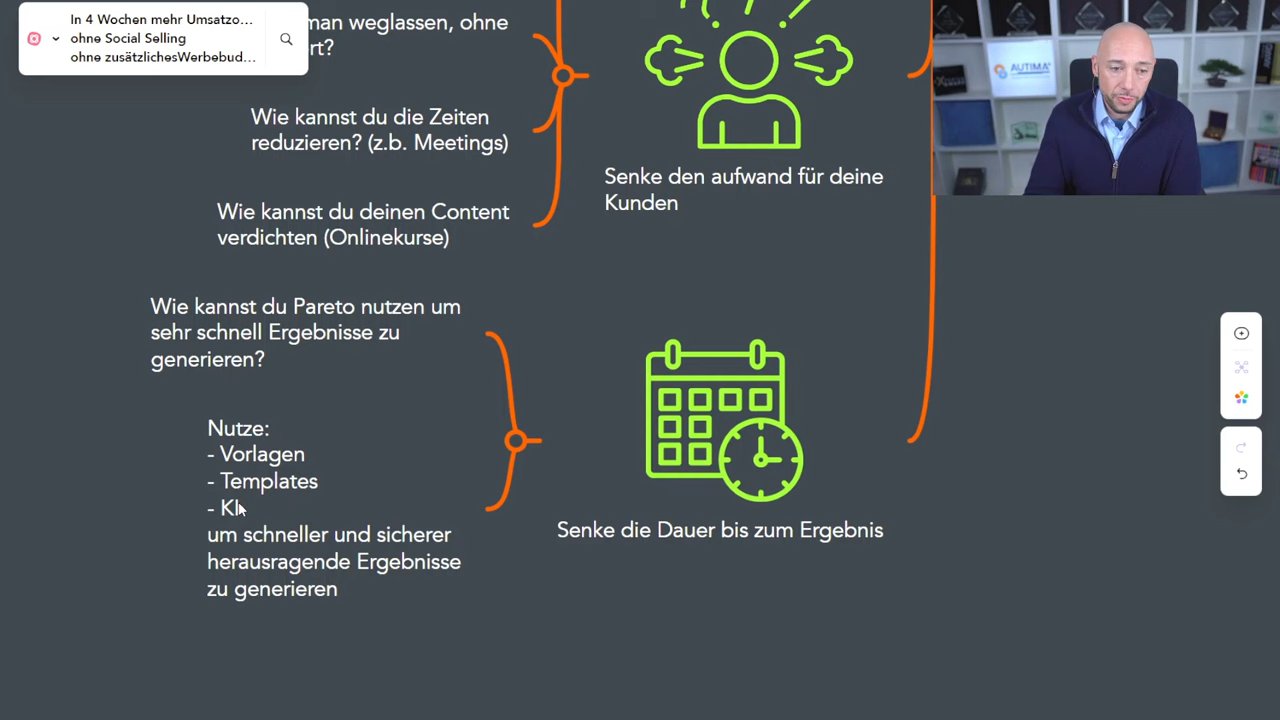 In 4 Wochen mehr Umsatzo...
ohne Social Selling
ohne zusätzlichesWerbebud...
man weglassen, ohne
rt?
Wie kannst du die Zeiten
reduzieren? (z.b. Meetings)
Wie kannst du deinen Content
verdichten (Onlinekurse)
Senke den aufwand für deine
Kunden
Wie kannst du Pareto nutzen um
sehr schnell Ergebnisse zu
generieren?
Nutze:
- Vorlagen
- Templates
- KI
um schneller und sicherer
herausragende Ergebnisse
zu generieren
Senke die Dauer bis zum Ergebnis
AUTIMA